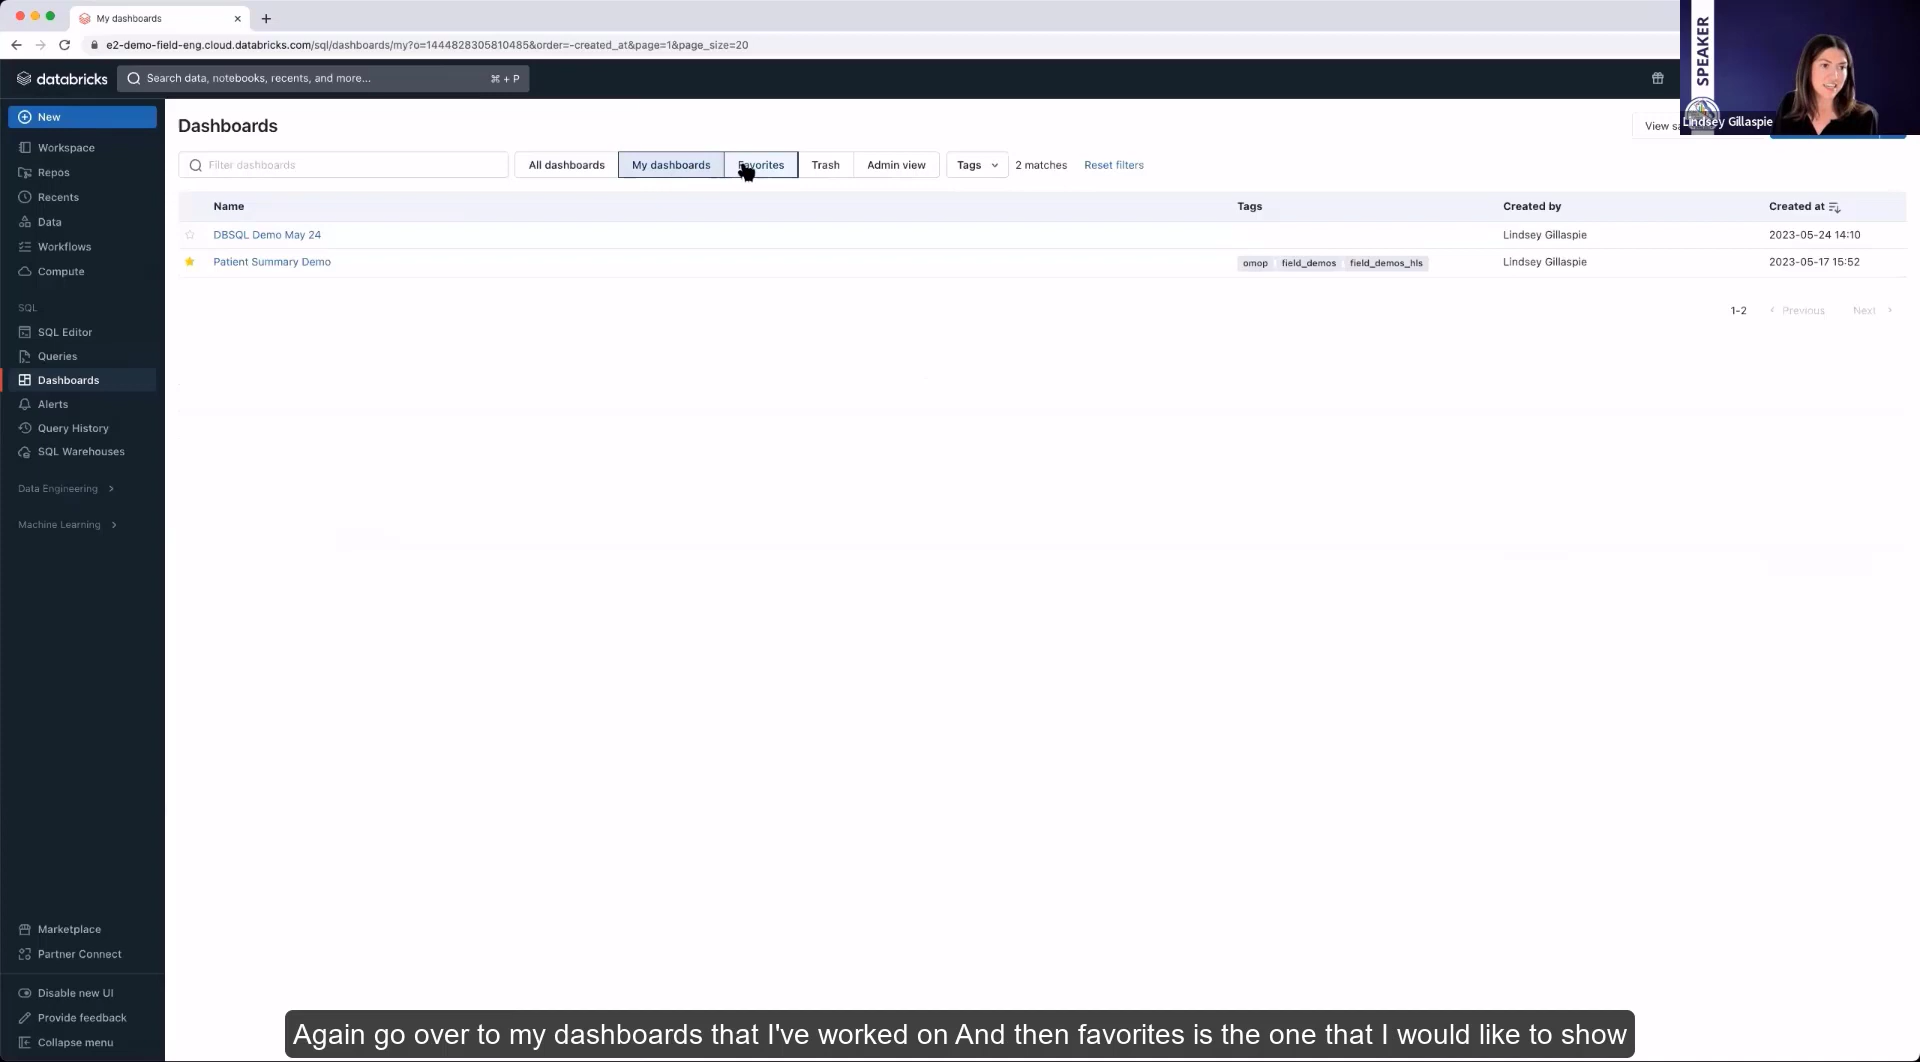 My dashboards
e2-demo-field-eng.cloud.databricks.com/sql/dashboards/my?o=1444828305810485&order=-created_at&page=1&page_size=20
databricks
Search data, notebooks, recents, and more...
⌘ + P
SPEAKER
Lindsey Gillaspie
New
Workspace
Repos
Recents
Data
Workflows
Compute
SQL
SQL Editor
Queries
Dashboards
Alerts
Query History
SQL Warehouses
Data Engineering
Machine Learning
Marketplace
Partner Connect
Disable new UI
Provide feedback
Collapse menu
Dashboards
View
Filter dashboards
All dashboards My dashboards Favorites Trash Admin view Tags 2 matches Reset filters
Name Tags Created by Created at
DBSQL Demo May 24 Lindsey Gillaspie 2023-05-24 14:10
Patient Summary Demo omop field_demos field_demos_hls Lindsey Gillaspie 2023-05-17 15:52
1-2 Previous Next
Again go over to my dashboards that I've worked on And then favorites is the one that I would like to show